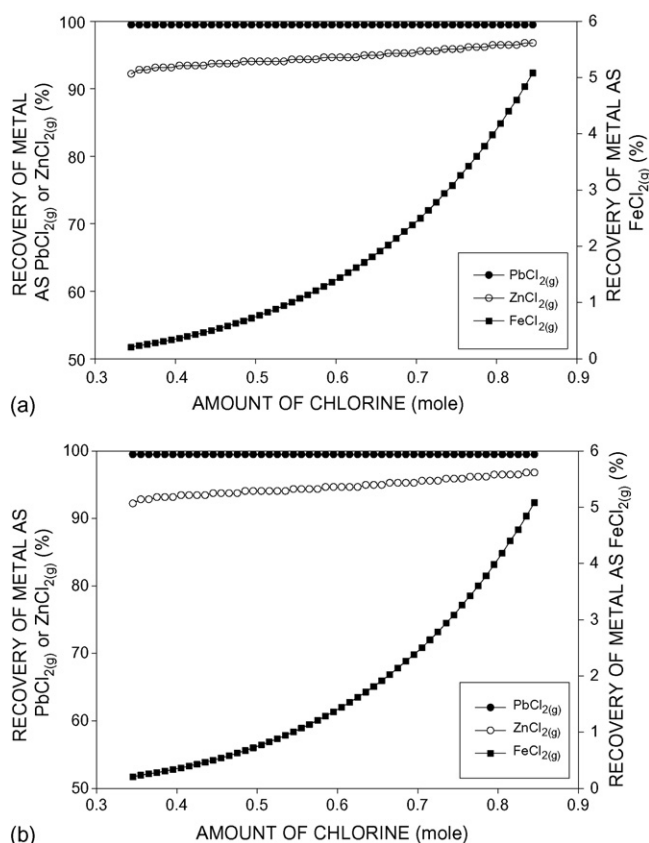 100
90
80
70
60
50
RECOVERY OF METAL
AS PbCl2(g) or ZnCl2(g) (%)
6
5
4
3
2
1
0
RECOVERY OF METAL AS
FeCl2(g)
(%)
PbCl2(g)
ZnCl2(g)
FeCl2(g)
0.3 0.4 0.5 0.6 0.7 0.8 0.9
(a) AMOUNT OF CHLORINE (mole)
100
90
80
70
60
50
RECOVERY OF METAL AS
PbCl2(g) or ZnCl2(g) (%)
6
5
4
3
2
1
0
RECOVERY OF METAL AS FeCl2(g) (%)
PbCl2(g)
ZnCl2(g)
FeCl2(g)
0.3 0.4 0.5 0.6 0.7 0.8 0.9
(b) AMOUNT OF CHLORINE (mole)